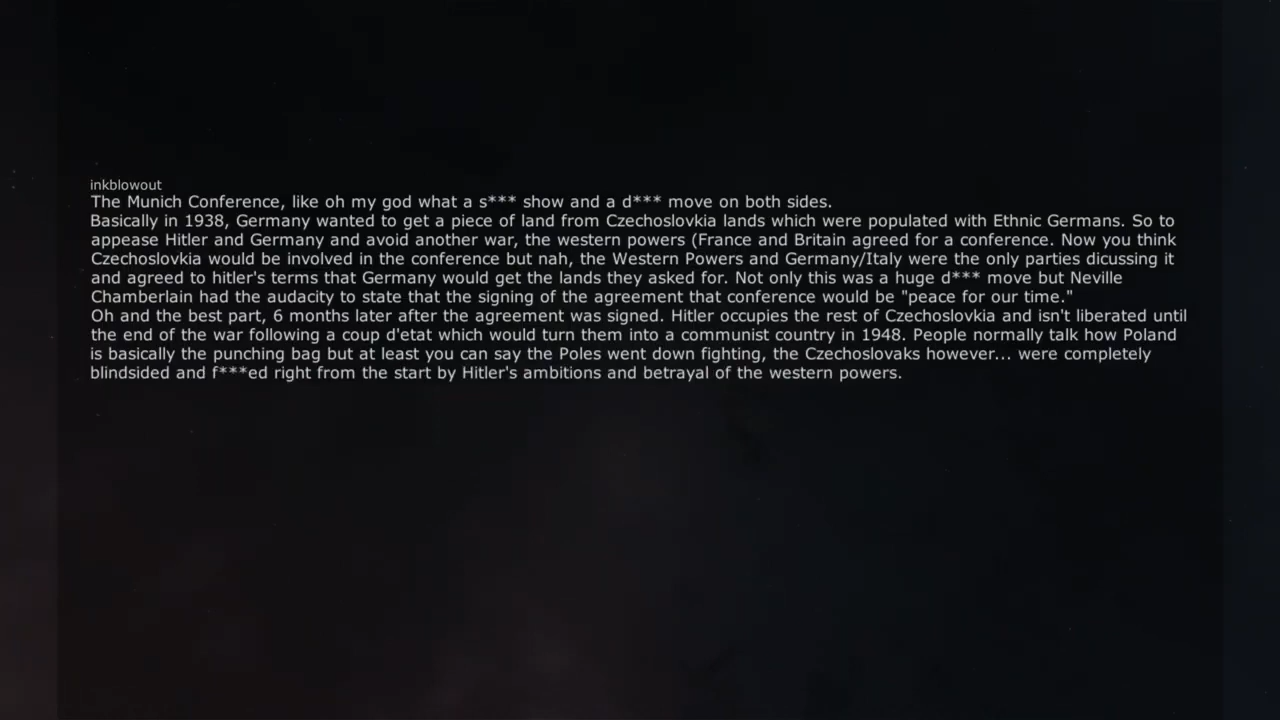 inkblowout
The Munich Conference, like oh my god what a s*** show and a d*** move on both sides.
Basically in 1938, Germany wanted to get a piece of land from Czechoslovkia lands which were populated with Ethnic Germans. So to
appease Hitler and Germany and avoid another war, the western powers (France and Britain agreed for a conference. Now you think
Czechoslovkia would be involved in the conference but nah, the Western Powers and Germany/Italy were the only parties dicussing it
and agreed to hitler's terms that Germany would get the lands they asked for. Not only this was a huge d*** move but Neville
Chamberlain had the audacity to state that the signing of the agreement that conference would be "peace for our time."
Oh and the best part, 6 months later after the agreement was signed. Hitler occupies the rest of Czechoslovkia and isn't liberated until
the end of the war following a coup d'etat which would turn them into a communist country in 1948. People normally talk how Poland
is basically the punching bag but at least you can say the Poles went down fighting, the Czechoslovaks however... were completely
blindsided and f***ed right from the start by Hitler's ambitions and betrayal of the western powers.